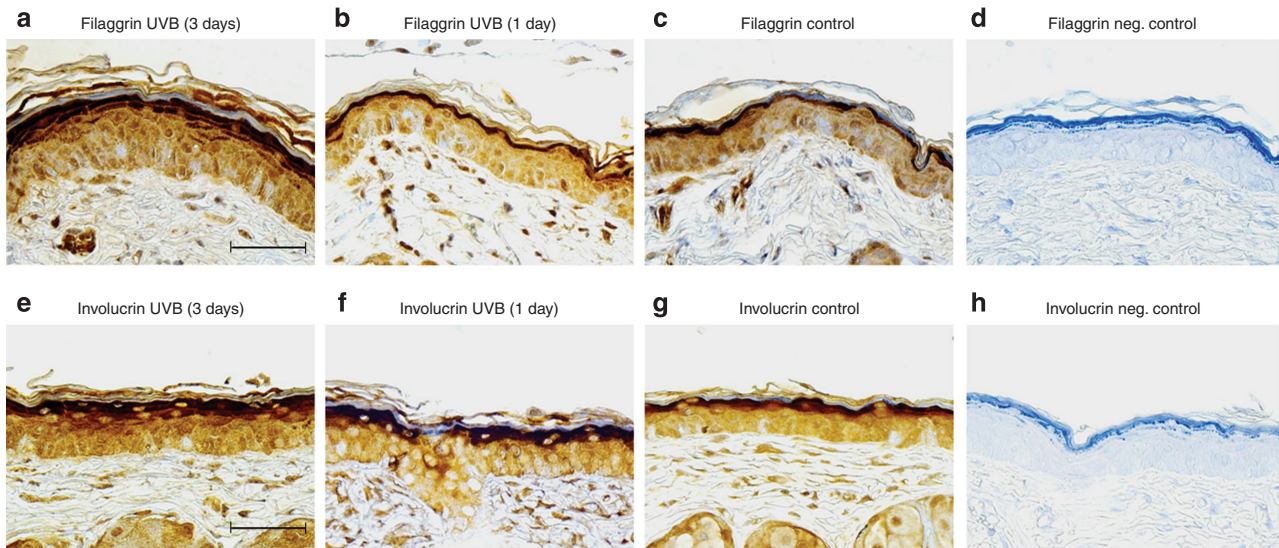 a
Filaggrin UVB (3 days)
b
Filaggrin UVB (1 day)
c
Filaggrin control
d
Filaggrin neg. control
e
Involucrin UVB (3 days)
f
Involucrin UVB (1 day)
g
Involucrin control
h
Involucrin neg. control